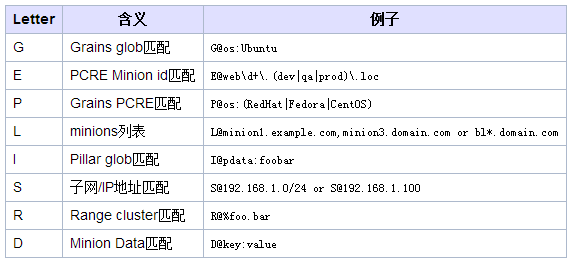 Letter 含义 例子
G Grains glob匹配 G@os:Ubuntu
E PCRE Minion id匹配 E@web\d+\.(dev|qa|prod)\.loc
P Grains PCRE匹配 P@os:(RedHat|Fedora|CentOS)
L minions列表 L@minion1.example.com,minion3.domain.com or bl*.domain.com
I Pillar glob匹配 I@pdata:foobar
S 子网/IP地址匹配 S@192.168.1.0/24 or S@192.168.1.100
R Range cluster匹配 R@%foo.bar
D Minion Data匹配 D@key:value